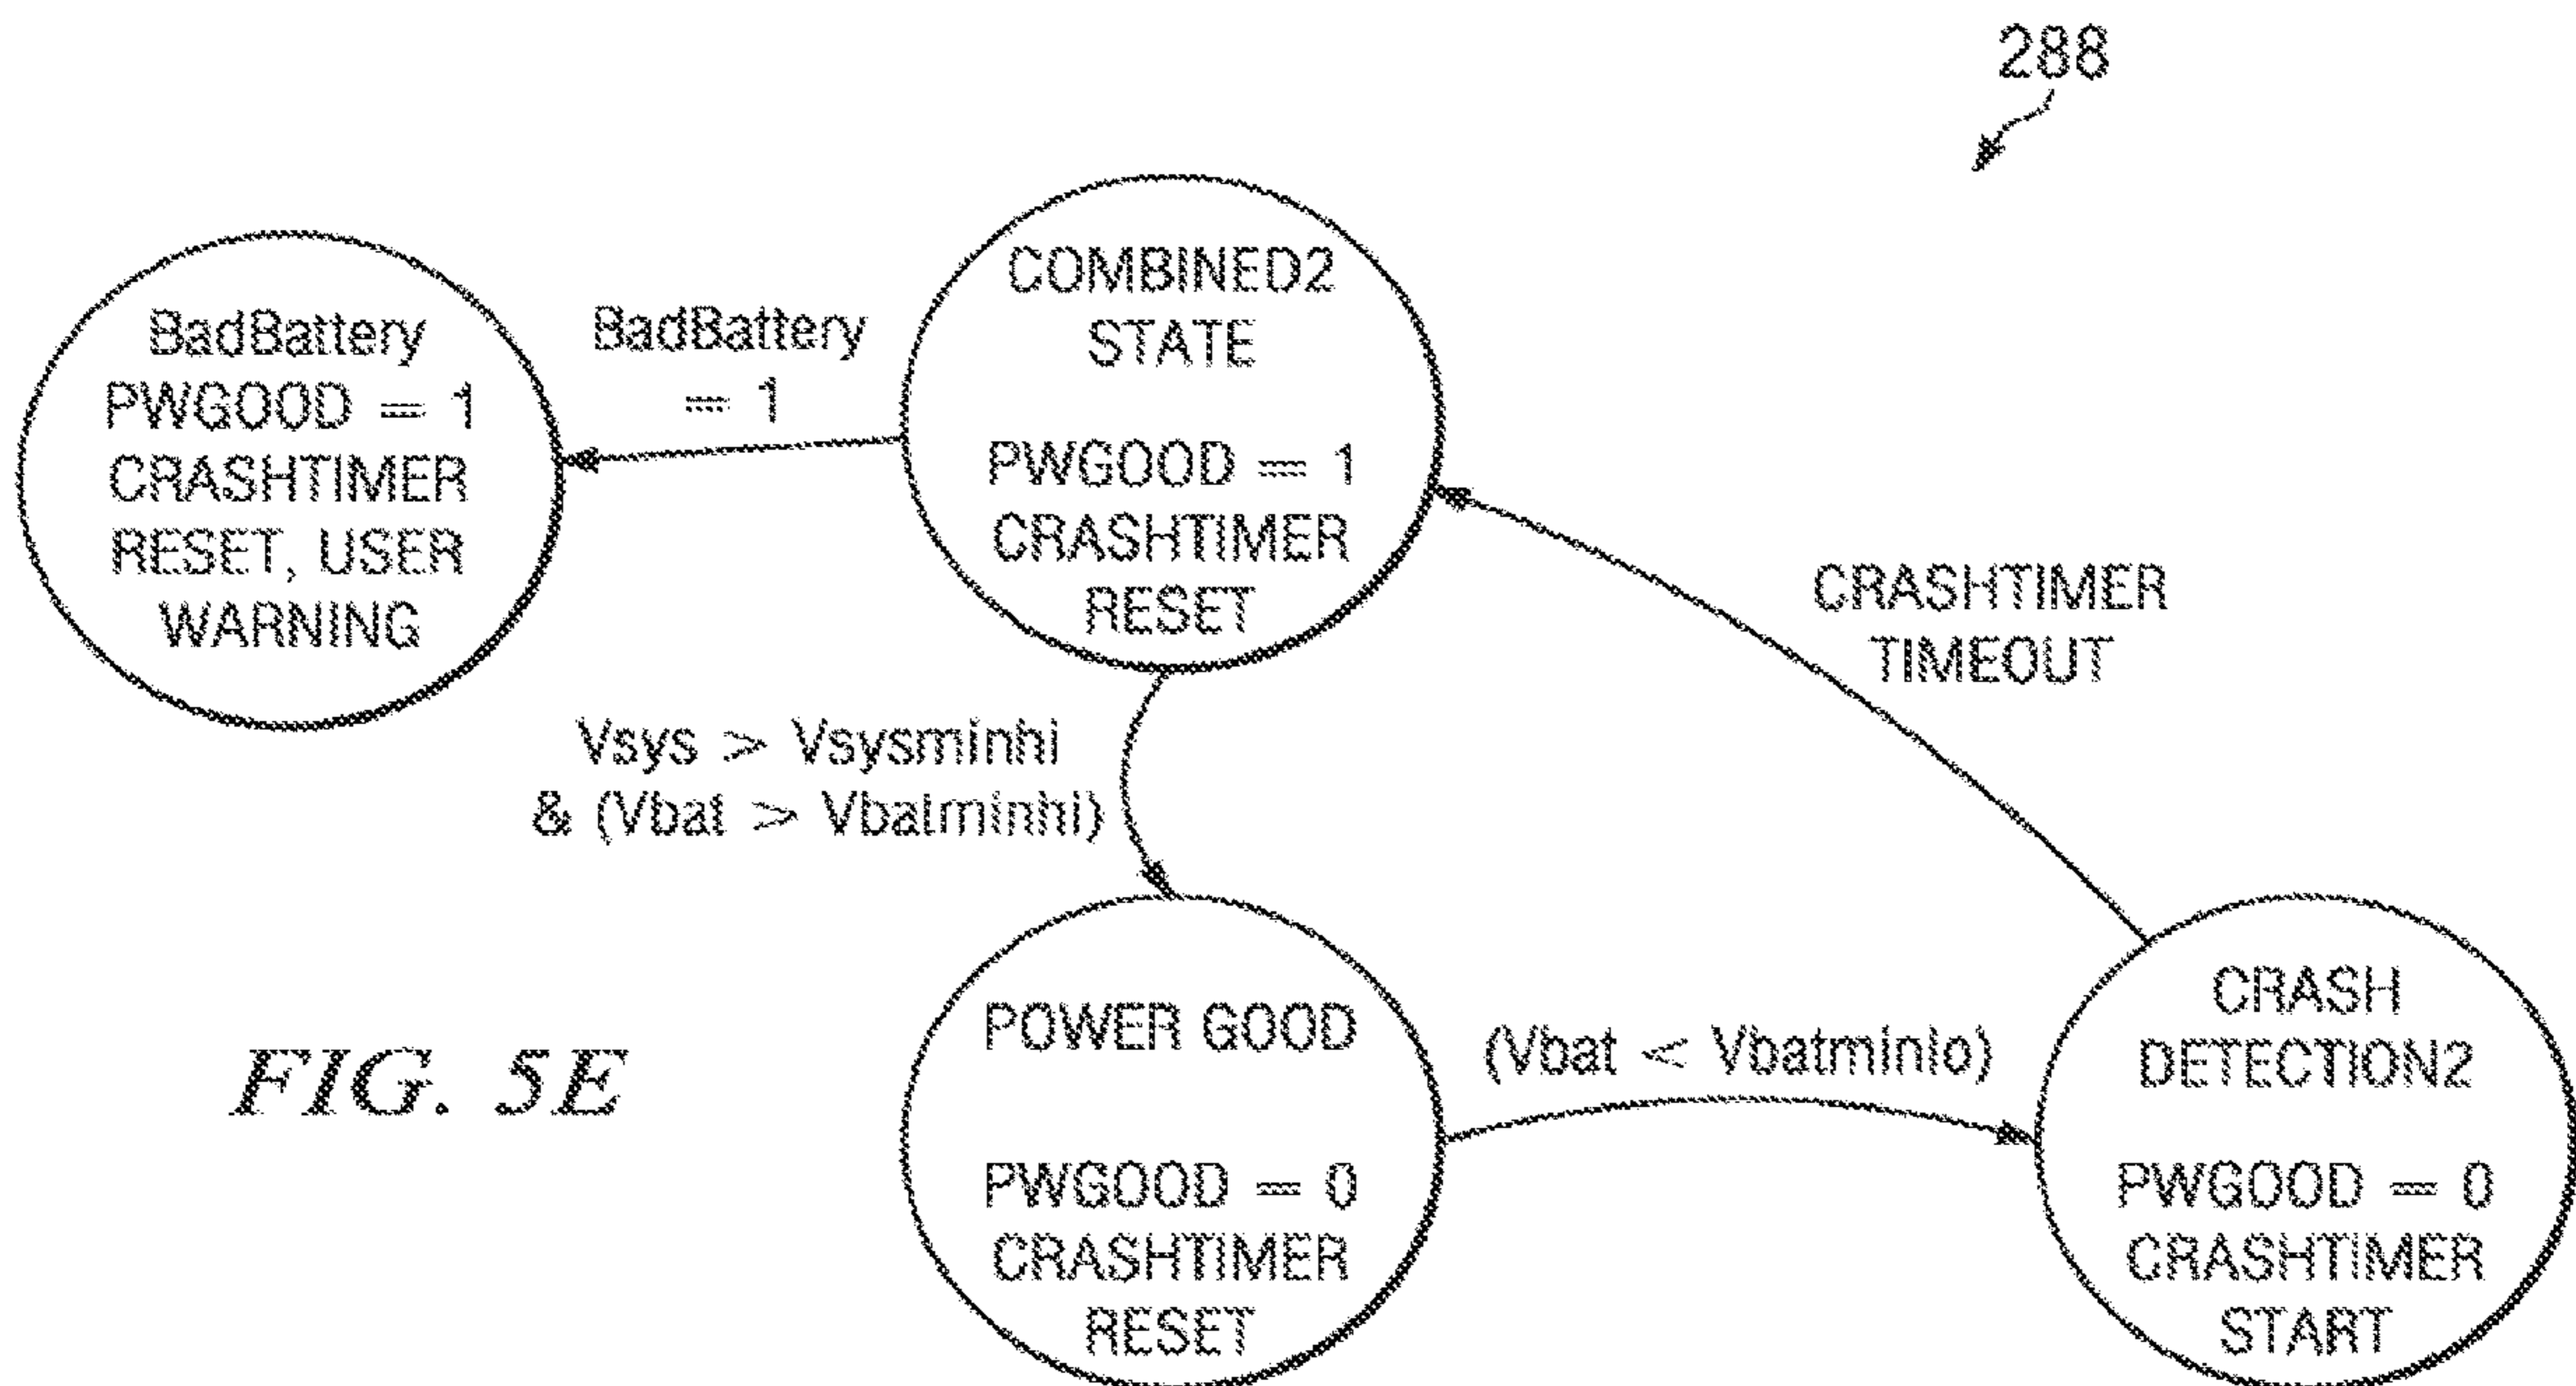 288
COMBINED2
STATE
PWGOOD = 1
CRASHTIMER
RESET
BadBattery
PWGOOD = 1
CRASHTIMER
RESET, USER
WARNING
BadBattery
= 1
CRASHTIMER
TIMEOUT
Vsys > Vsysminhi
& (Vbat > Vbatminhi)
POWER GOOD
PWGOOD = 0
CRASHTIMER
RESET
(Vbat < Vbatminlo)
CRASH
DETECTION2
PWGOOD = 0
CRASHTIMER
START
FIG. 5E